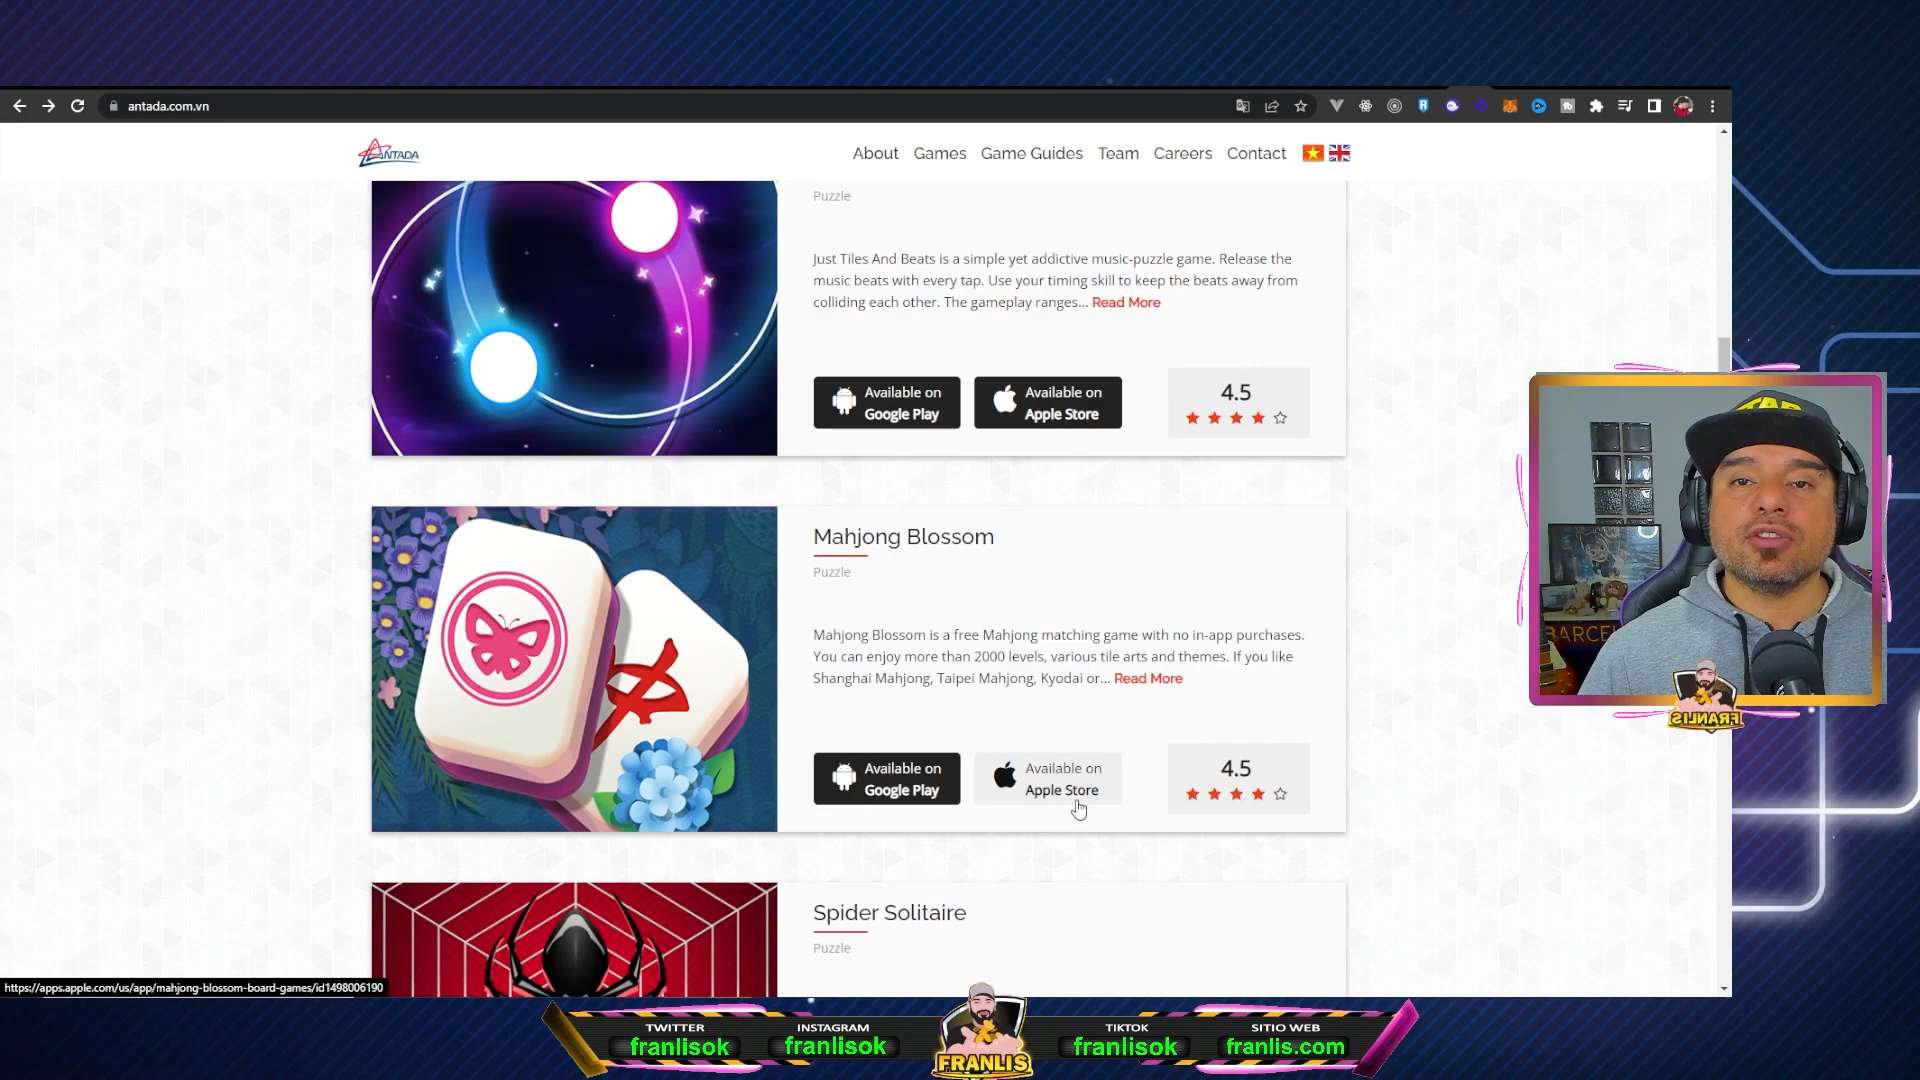 antada.com.vn
ANTADA
About Games Game Guides Team Careers Contact
Puzzle
Just Tiles And Beats is a simple yet addictive music-puzzle game. Release the
music beats with every tap. Use your timing skill to keep the beats away from
colliding each other. The gameplay ranges... Read More
Available on
Google Play
Available on
Apple Store
4.5
Mahjong Blossom
Puzzle
Mahjong Blossom is a free Mahjong matching game with no in-app purchases.
You can enjoy more than 2000 levels, various tile arts and themes. If you like
Shanghai Mahjong, Taipei Mahjong, Kyodai or... Read More
Available on
Google Play
Available on
Apple Store
4.5
Spider Solitaire
Puzzle
https://apps.apple.com/us/app/mahjong-blossom-board-games/id1498006190
BARCEL
FRANLIS
TWITTER
franlisok
INSTAGRAM
franlisok
FRANLIS
TIKTOK
franlisok
SITIO WEB
franlis.com